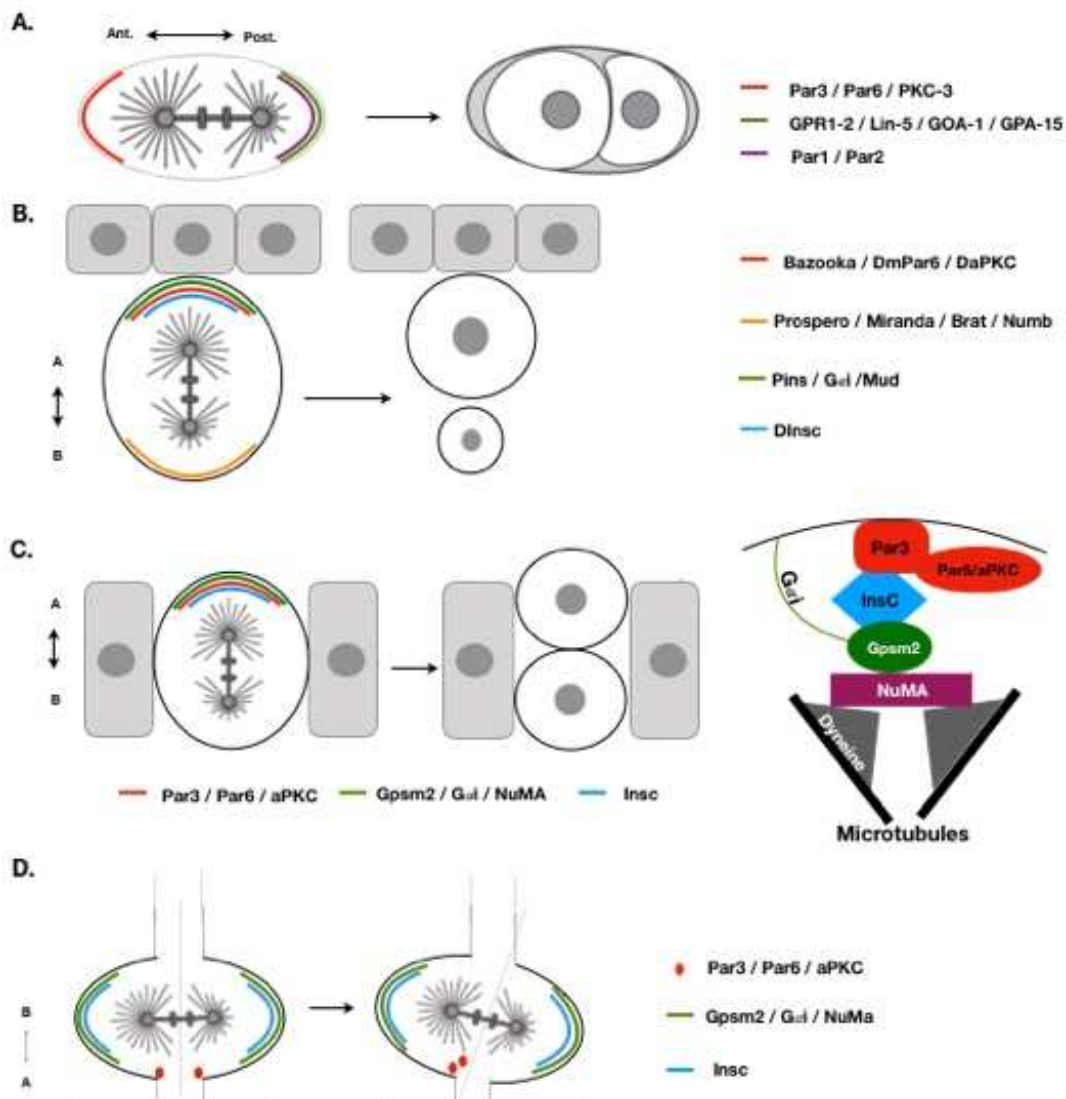 A.
Ant.
Post.
Par3 / Par6 / PKC-3
GPR1-2 / Lin-5 / GOA-1 / GPA-15
Par1 / Par2
B.
A
B
Bazooka / DmPar6 / DaPKC
Prospero / Miranda / Brat / Numb
Pins / Gαi /Mud
DInsc
C.
A
B
Par3 / Par6 / aPKC
Gpsm2 / Gαi / NuMA
Insc
Par3
Par6/aPKC
Gαi
InsC
Gpsm2
NuMA
Dyneine
Microtubules
D.
B
A
Par3 / Par6 / aPKC
Gpsm2 / Gαi / NuMa
Insc